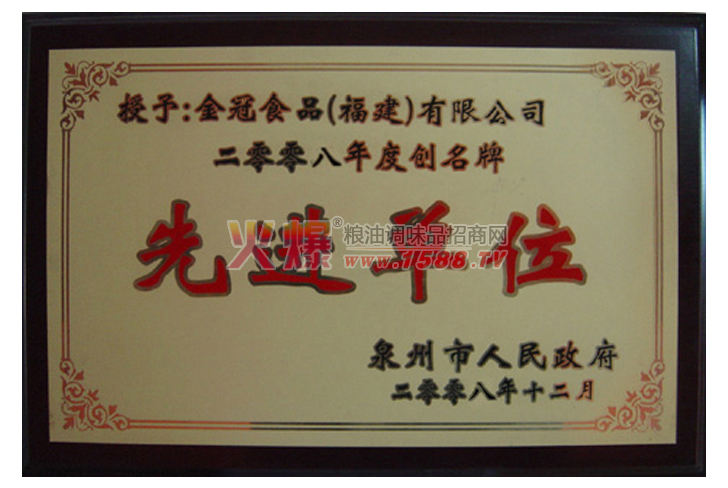 授予:金冠食品(福建)有限公司
二零零八年度创名牌
先进单位
火爆®粮油调味品招商网
www.1588.TV
泉州市人民政府
二零零八年十二月